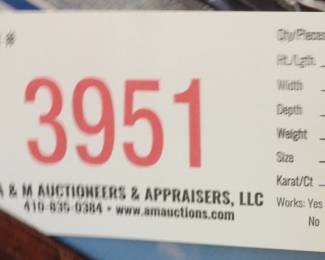 #
3951
& M AUCTIONEERS & APPRAISERS, LLC
410-835-0384 • www.amauctions.com
Qty/Pieces
Ht./Lgth.
Width
Depth
Weight
Size
Karat/Ct
Works: Yes
No